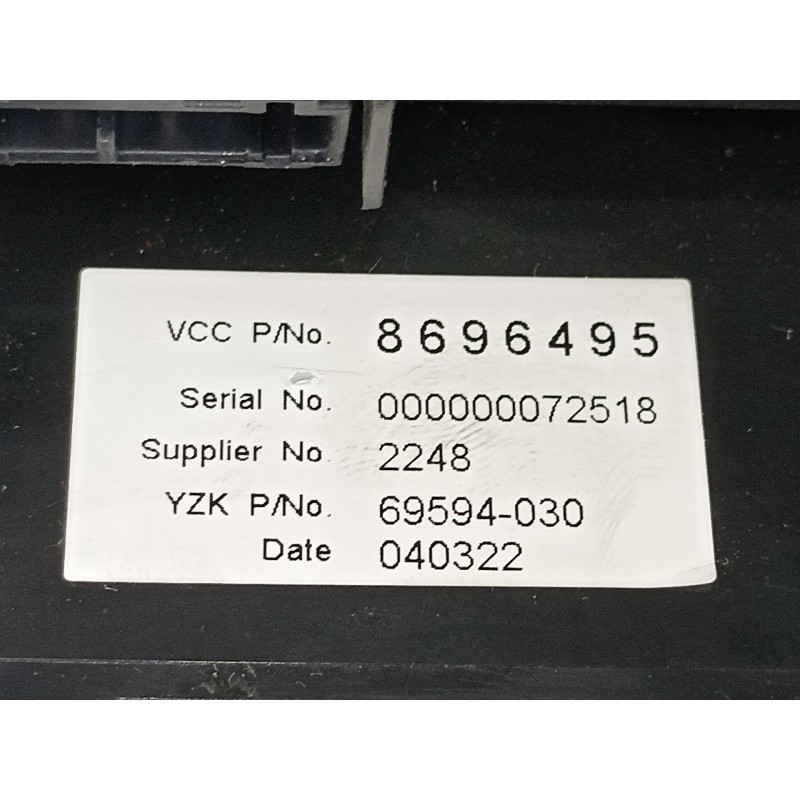 VCC P/No. 8696495
Serial No. 000000072518
Supplier No. 2248
YZK P/No. 69594-030
Date 040322